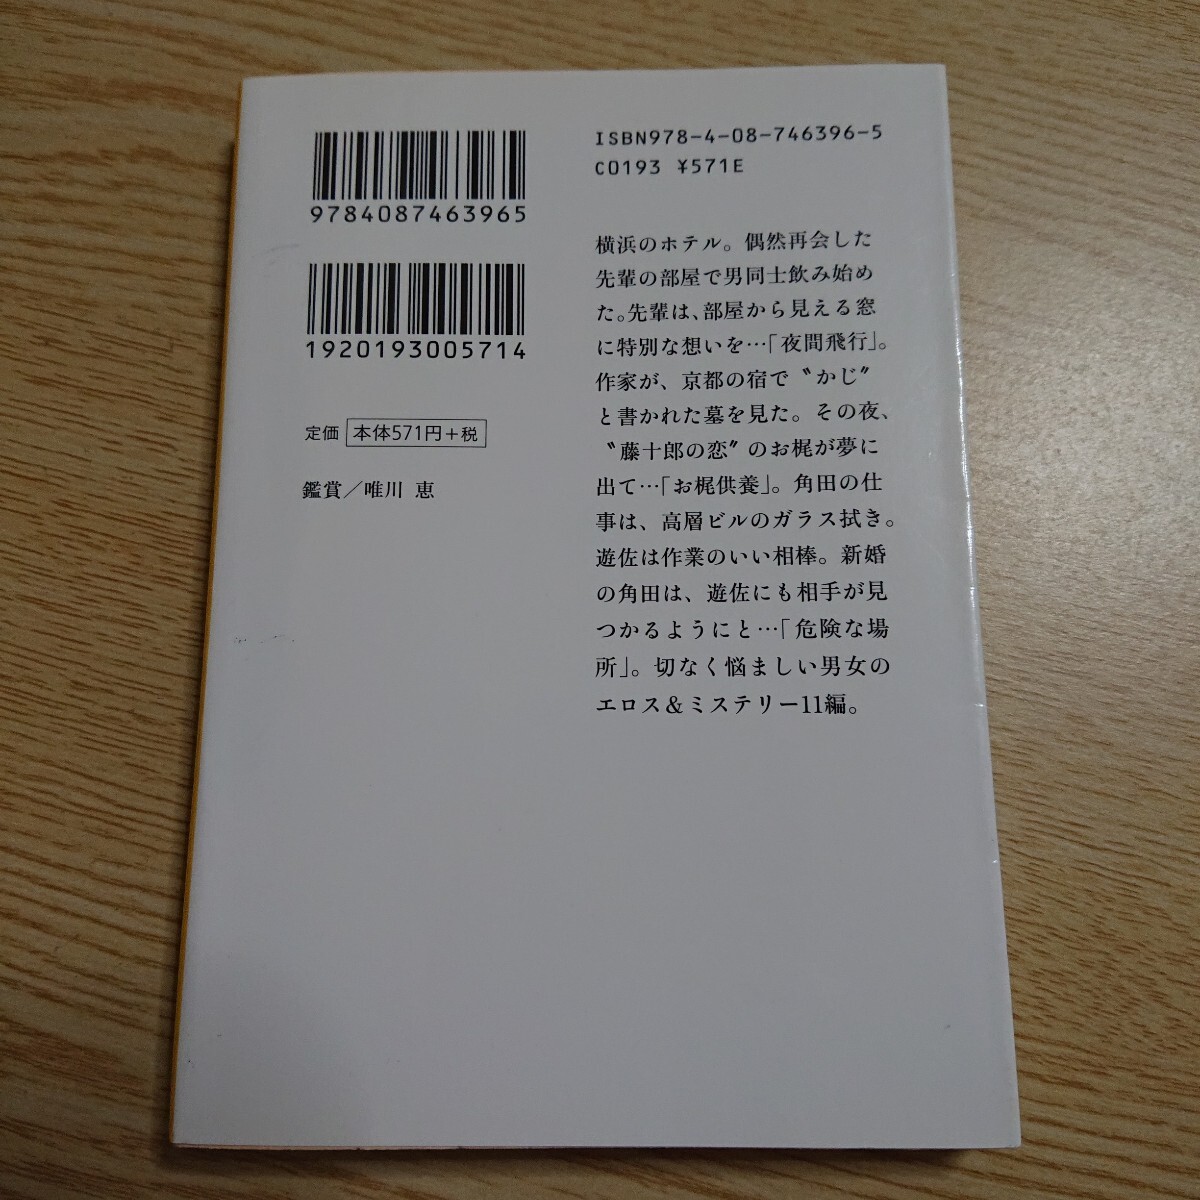 9784087463965
1920193005714
定価 本体571円+税
鑑賞／唯川 恵
ISBN978-4-08-746396-5
C0193 ¥571E
横浜のホテル。偶然再会した
先輩の部屋で男同士飲み始め
た。先輩は、部屋から見える窓
に特別な想いを…「夜間飛行」。
作家が、京都の宿で〝かじ〟
と書かれた墓を見た。その夜、
〝藤十郎の恋〟のお梶が夢に
出て…「お梶供養」。角田の仕
事は、高層ビルのガラス拭き。
遊佐は作業のいい相棒。新婚
の角田は、遊佐にも相手が見
つかるようにと…「危険な場
所」。切なく悩ましい男女の
エロス&ミステリー11編。